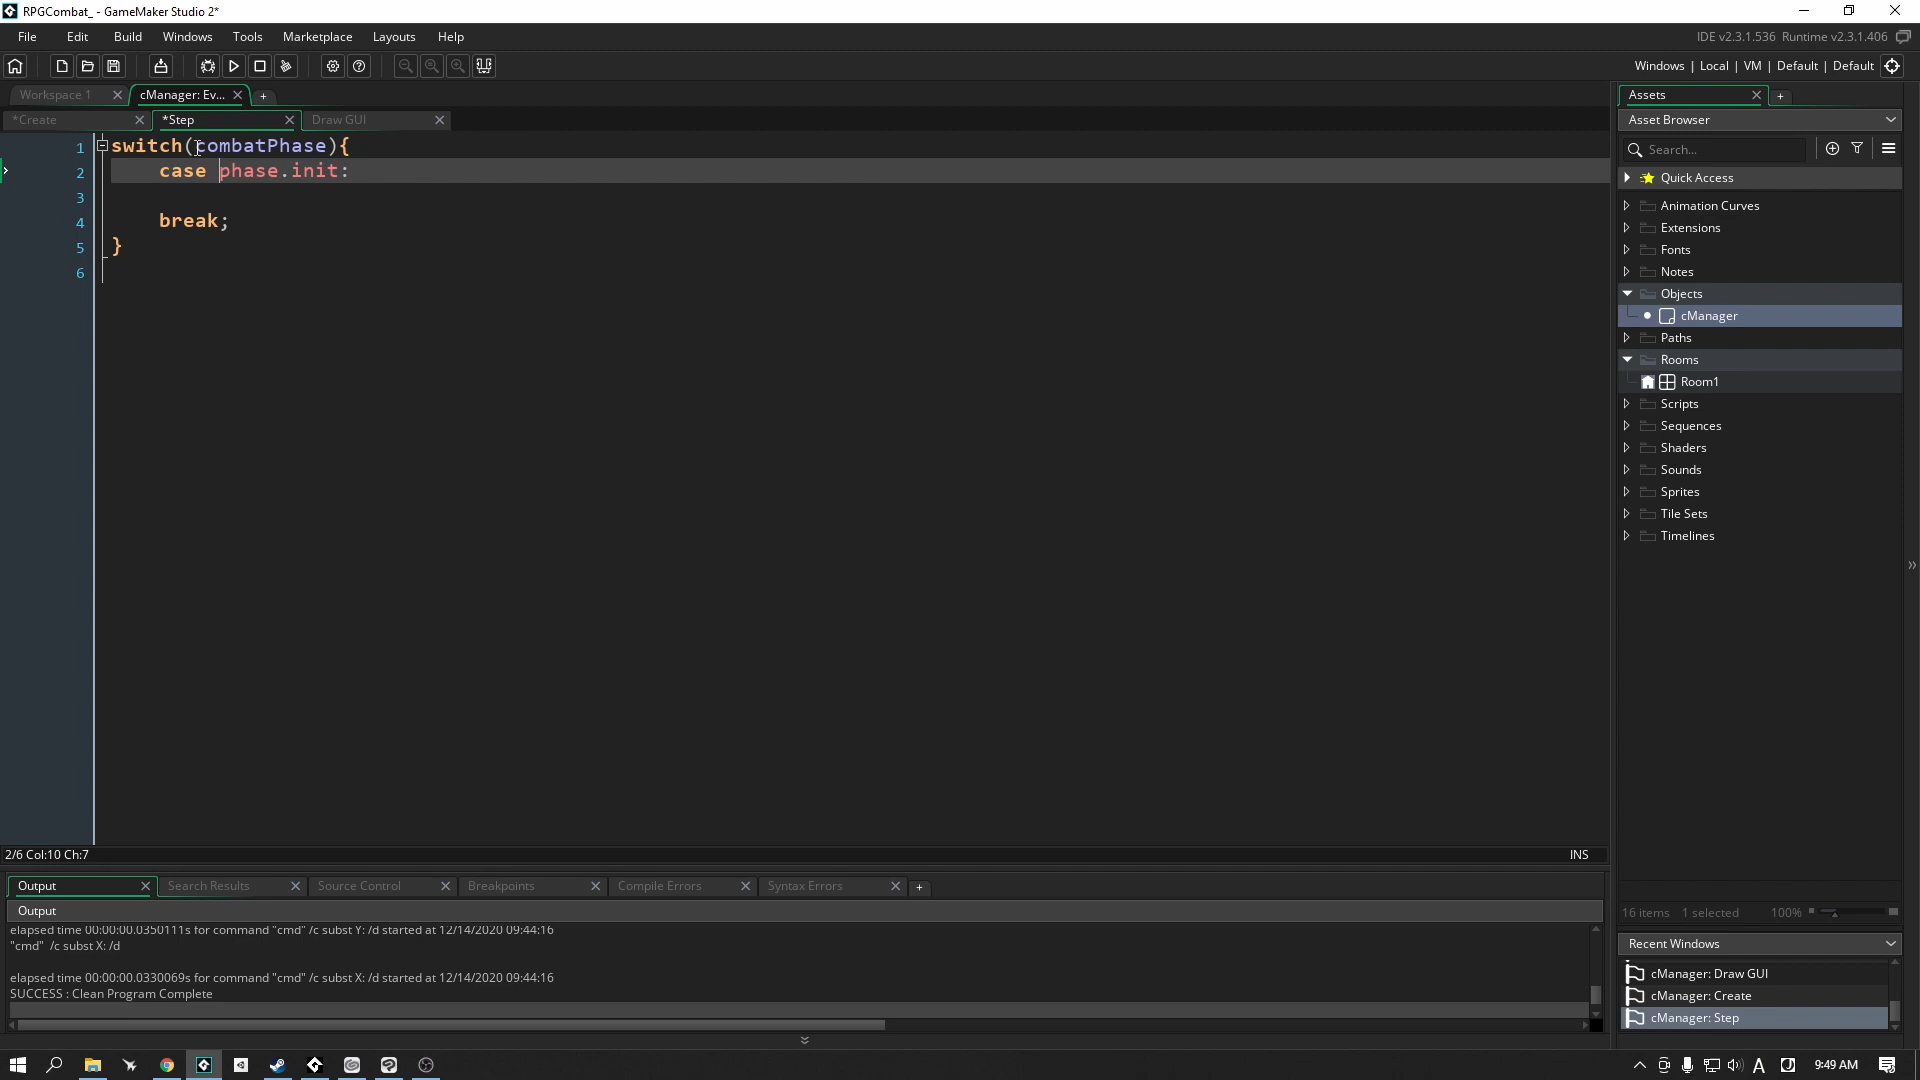 RPGCombat_ - GameMaker Studio 2*
File Edit Build Windows Tools Marketplace Layouts Help
IDE v2.3.1.536 Runtime v2.3.1.406
Windows | Local | VM | Default | Default
Workspace 1
cManager: Ev...
*Create
*Step
Draw GUI
1 switch(combatPhase){
2 case phase.init:
3
4 break;
5 }
6
2/6 Col:10 Ch:7
INS
Assets
Asset Browser
Search...
Quick Access
Animation Curves
Extensions
Fonts
Notes
Objects
cManager
Paths
Rooms
Room1
Scripts
Sequences
Shaders
Sounds
Sprites
Tile Sets
Timelines
16 items 1 selected 100%
Recent Windows
cManager: Draw GUI
cManager: Create
cManager: Step
Output
Search Results
Source Control
Breakpoints
Compile Errors
Syntax Errors
Output
elapsed time 00:00:00.0350111s for command "cmd" /c subst Y: /d started at 12/14/2020 09:44:16
"cmd" /c subst X: /d
elapsed time 00:00:00.0330069s for command "cmd" /c subst X: /d started at 12/14/2020 09:44:16
SUCCESS : Clean Program Complete
A
9:49 AM